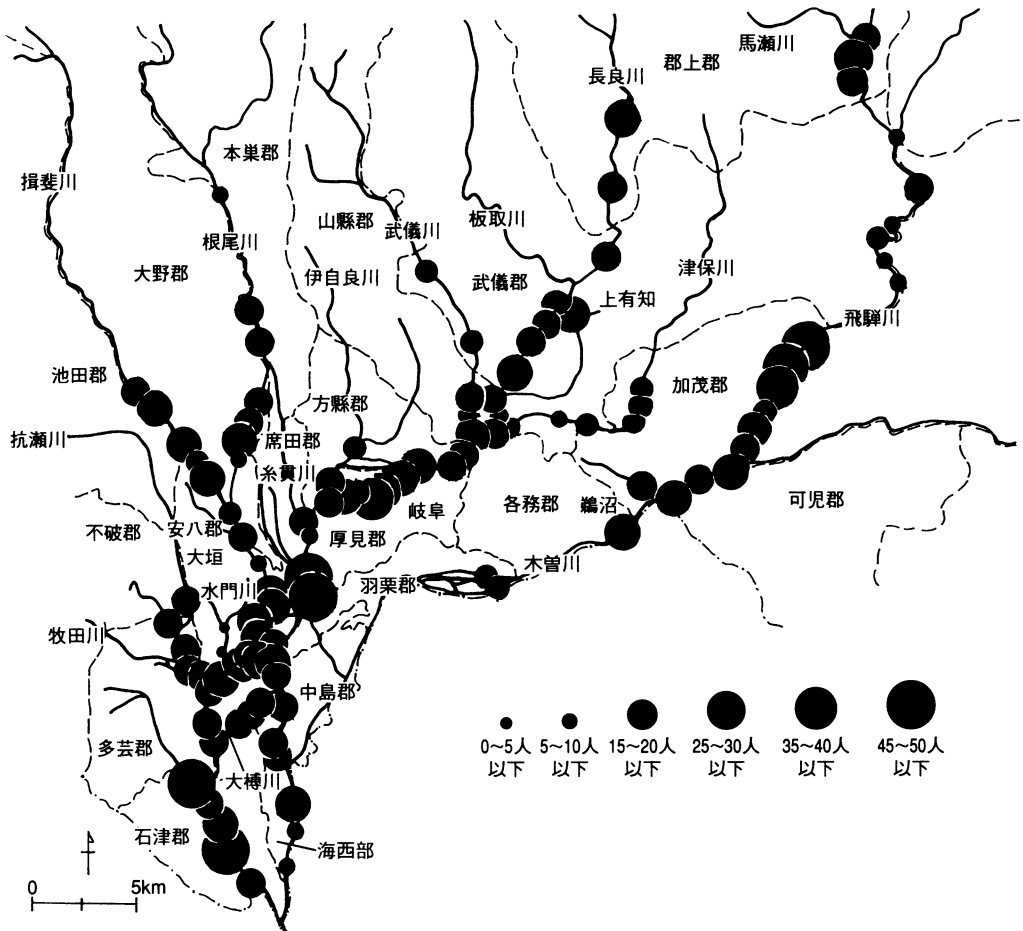 馬瀬川
郡上郡
長良川
本巣郡
揖斐川
山縣郡
武儀川
板取川
根尾川
大野郡
伊自良川
武儀郡
津保川
上有知
飛騨川
池田郡
加茂郡
方縣郡
抗瀬川
席田郡
糸貫川
岐阜
各務郡
鵜沼
可児郡
不破郡
安八郡
厚見郡
大垣
木曽川
水門川
羽栗郡
牧田川
中島郡
多芸郡
大榑川
石津郡
海西部
0~5人
以下
5~10人
以下
15~20人
以下
25~30人
以下
35~40人
以下
45~50人
以下
0 5km